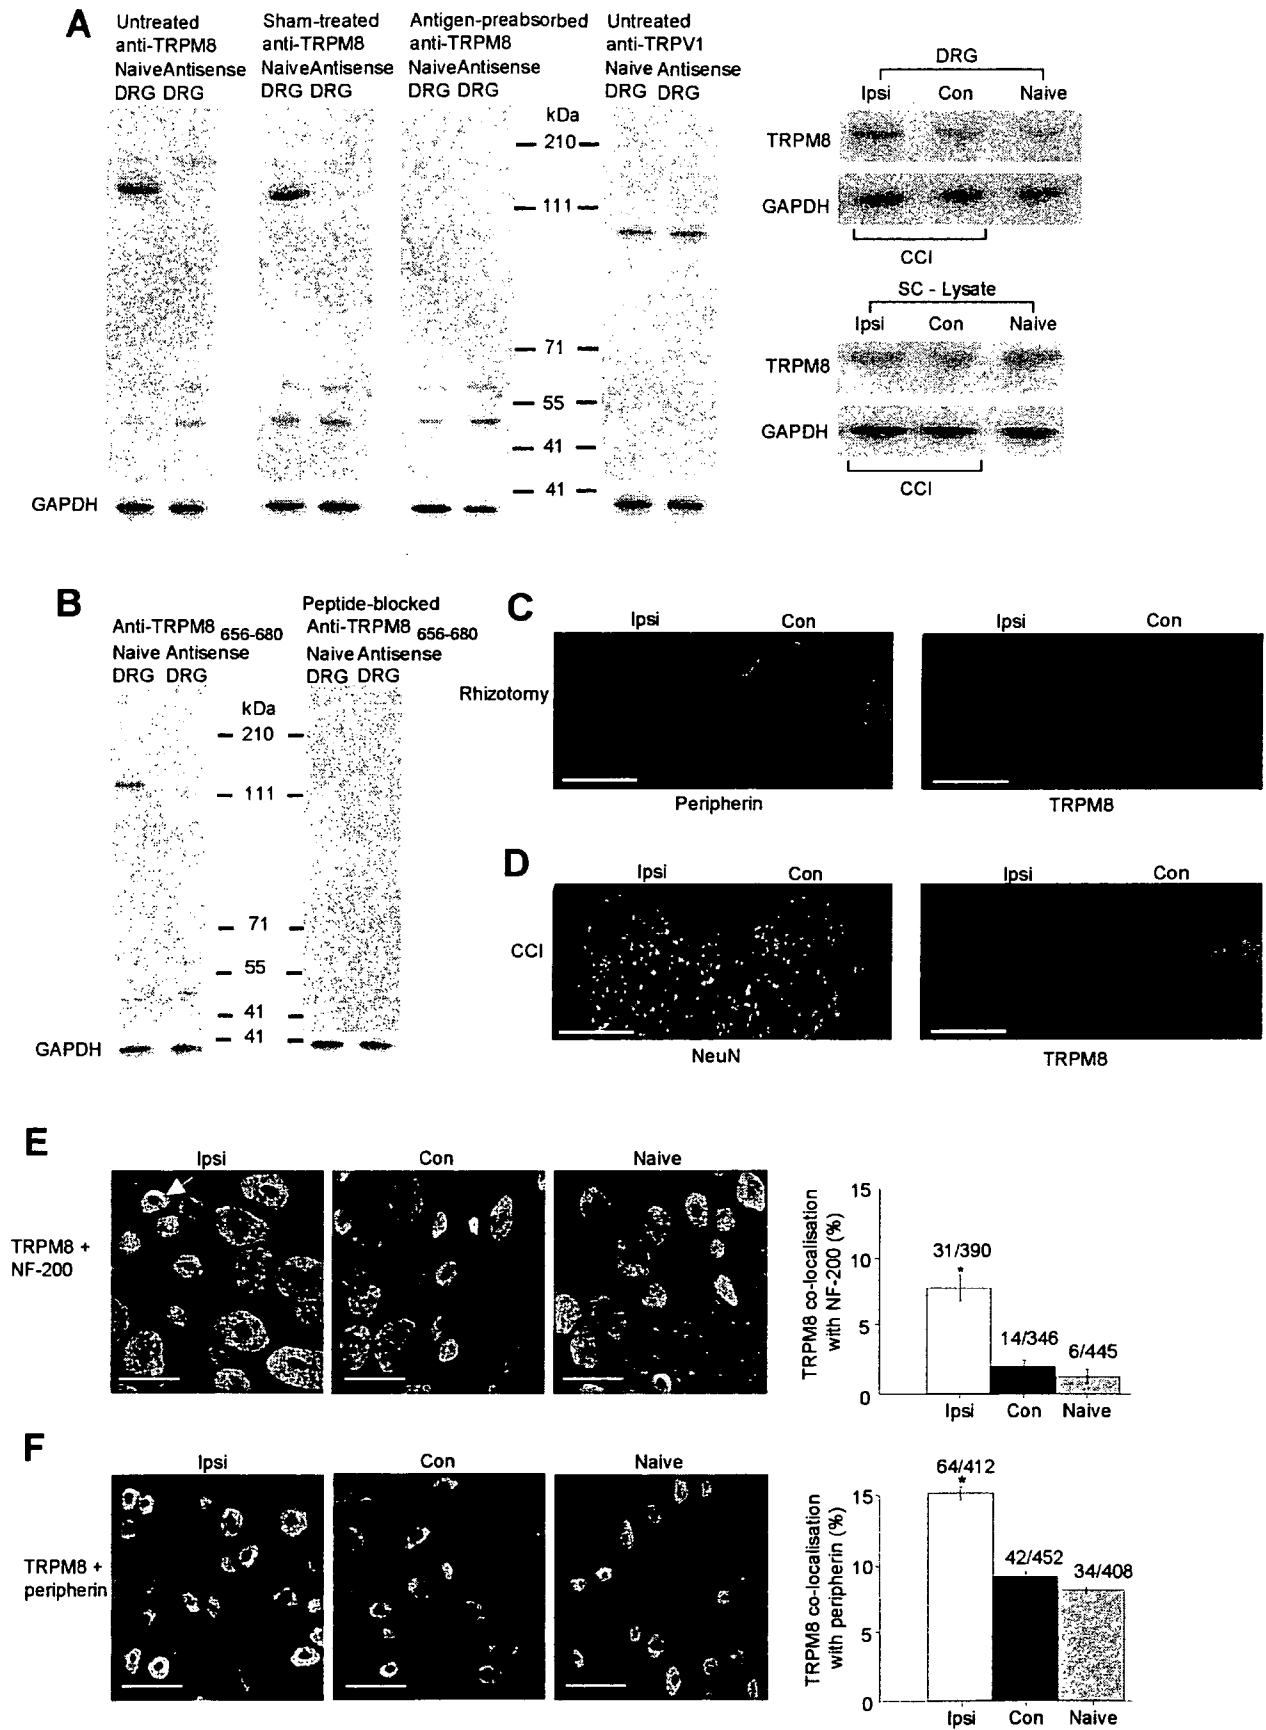 A
Untreated
anti-TRPM8
Naive Antisense
DRG DRG
Sham-treated
anti-TRPM8
Naive Antisense
DRG DRG
Antigen-preabsorbed
anti-TRPM8
Naive Antisense
DRG DRG
Untreated
anti-TRPV1
Naive Antisense
DRG DRG
kDa
210
111
71
55
41
41
GAPDH
DRG
Ipsi Con Naive
TRPM8
GAPDH
CCI
SC - Lysate
Ipsi Con Naive
TRPM8
GAPDH
CCI
B
Anti-TRPM8 656-680
Naive Antisense
DRG DRG
Peptide-blocked
Anti-TRPM8 656-680
Naive Antisense
DRG DRG
kDa
210
111
71
55
41
41
GAPDH
C
Ipsi Con
Ipsi Con
Rhizotomy
Peripherin
TRPM8
D
Ipsi Con
Ipsi Con
CCI
NeuN
TRPM8
E
Ipsi Con Naive
TRPM8 +
NF-200
TRPM8 co-localisation
with NF-200 (%)
15
10
5
0
31/390
*
14/346
6/445
Ipsi Con Naive
F
Ipsi Con Naive
TRPM8 +
peripherin
TRPM8 co-localisation
with peripherin (%)
15
10
5
0
64/412
*
42/452
34/408
Ipsi Con Naive